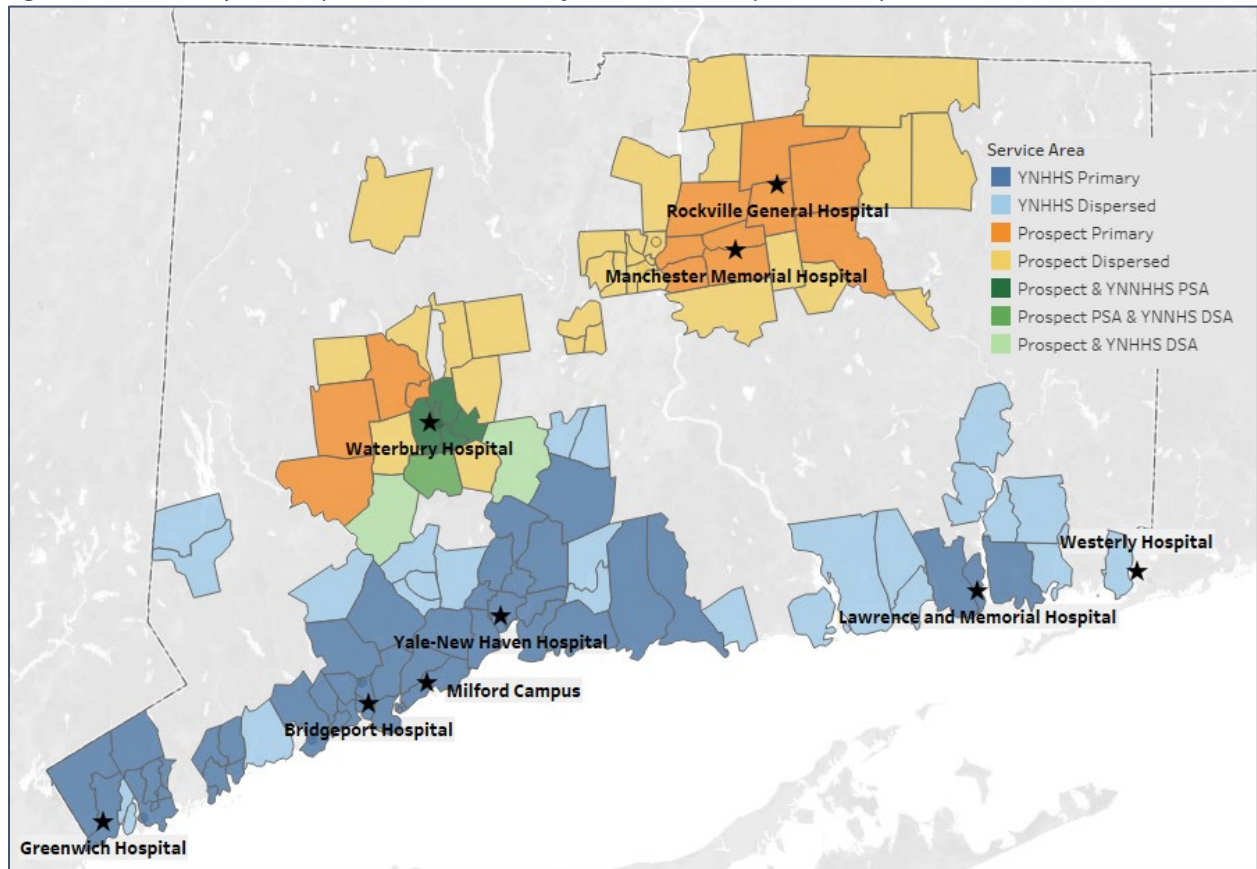 Service Area
YNHHS Primary
YNHHS Dispersed
Prospect Primary
Prospect Dispersed
Prospect & YNNHHS PSA
Prospect PSA & YNNHS DSA
Prospect & YNHHS DSA
Rockville General Hospital
Manchester Memorial Hospital
Waterbury Hospital
Westerly Hospital
Lawrence and Memorial Hospital
Yale-New Haven Hospital
Milford Campus
Bridgeport Hospital
Greenwich Hospital